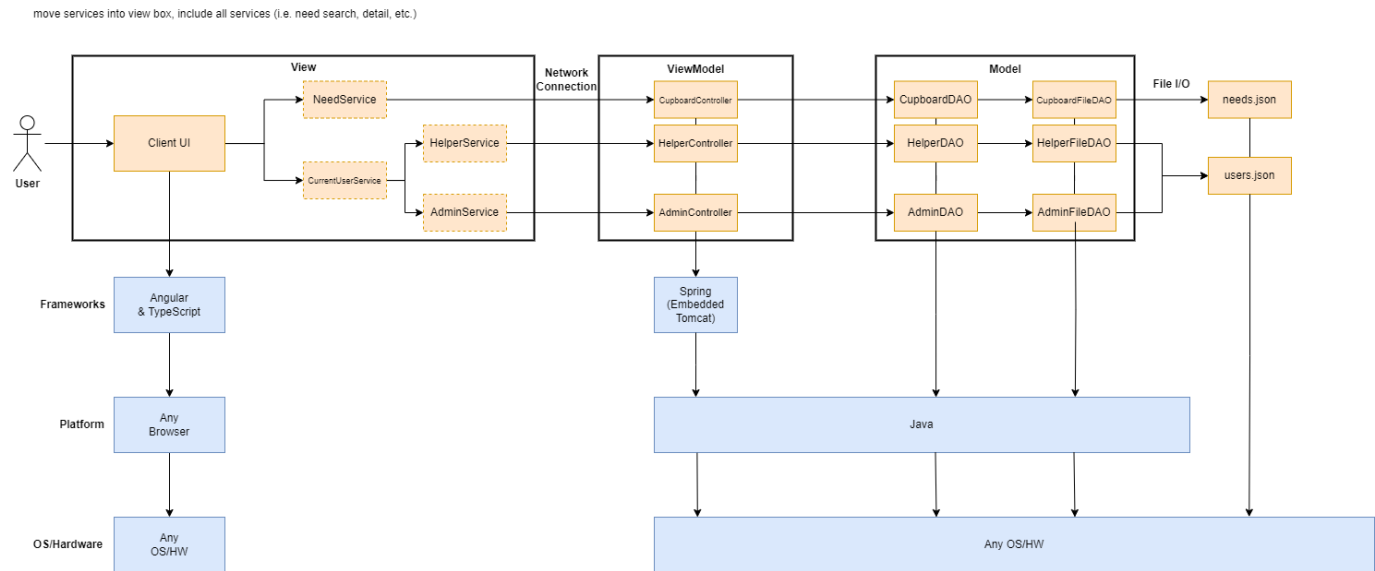 move services into view box, include all services (i.e. need search, detail, etc.)
View
Network
Connection
ViewModel
Model
File I/O
NeedService
CupboardController
CupboardDAO
CupboardFileDAO
needs.json
User
Client UI
HelperService
HelperController
HelperDAO
HelperFileDAO
CurrentUserService
users.json
AdminService
AdminController
AdminDAO
AdminFileDAO
Frameworks
Angular
& TypeScript
Spring
(Embedded
Tomcat)
Platform
Any
Browser
Java
OS/Hardware
Any
OS/HW
Any OS/HW